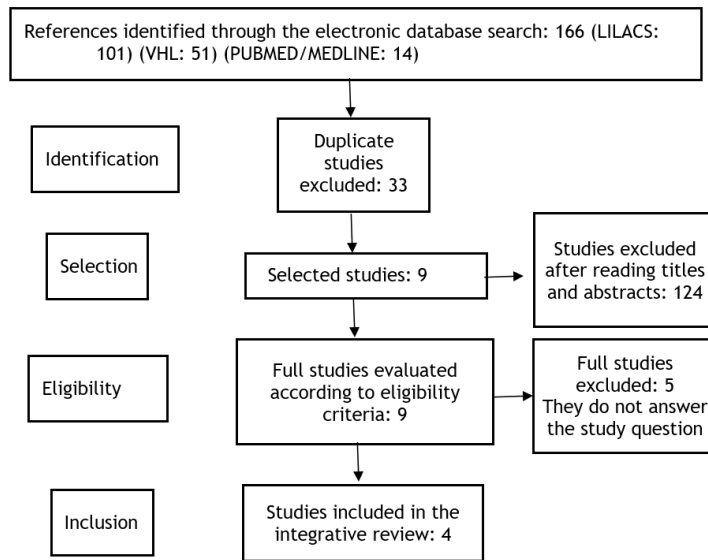 References identified through the electronic database search: 166 (LILACS:
101) (VHL: 51) (PUBMED/MEDLINE: 14)
Identification
Duplicate
studies
excluded: 33
Selection
Selected studies: 9
Studies excluded
after reading titles
and abstracts: 124
Eligibility
Full studies evaluated
according to eligibility
criteria: 9
Full studies
excluded: 5
They do not answer
the study question
Inclusion
Studies included in the
integrative review: 4